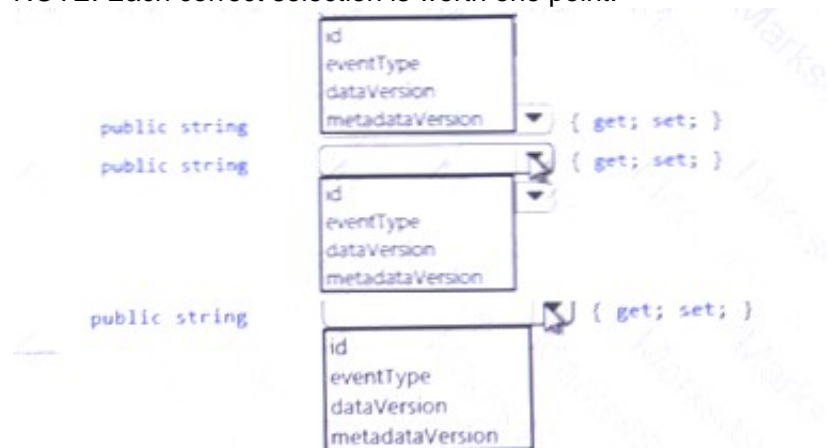 NOTE: Each correct selection is worth one point.
id
eventType
dataVersion
public string metadataVersion { get; set; }
public string { get; set; }
id
eventType
dataVersion
metadataVersion
public string { get; set; }
id
eventType
dataVersion
metadataVersion